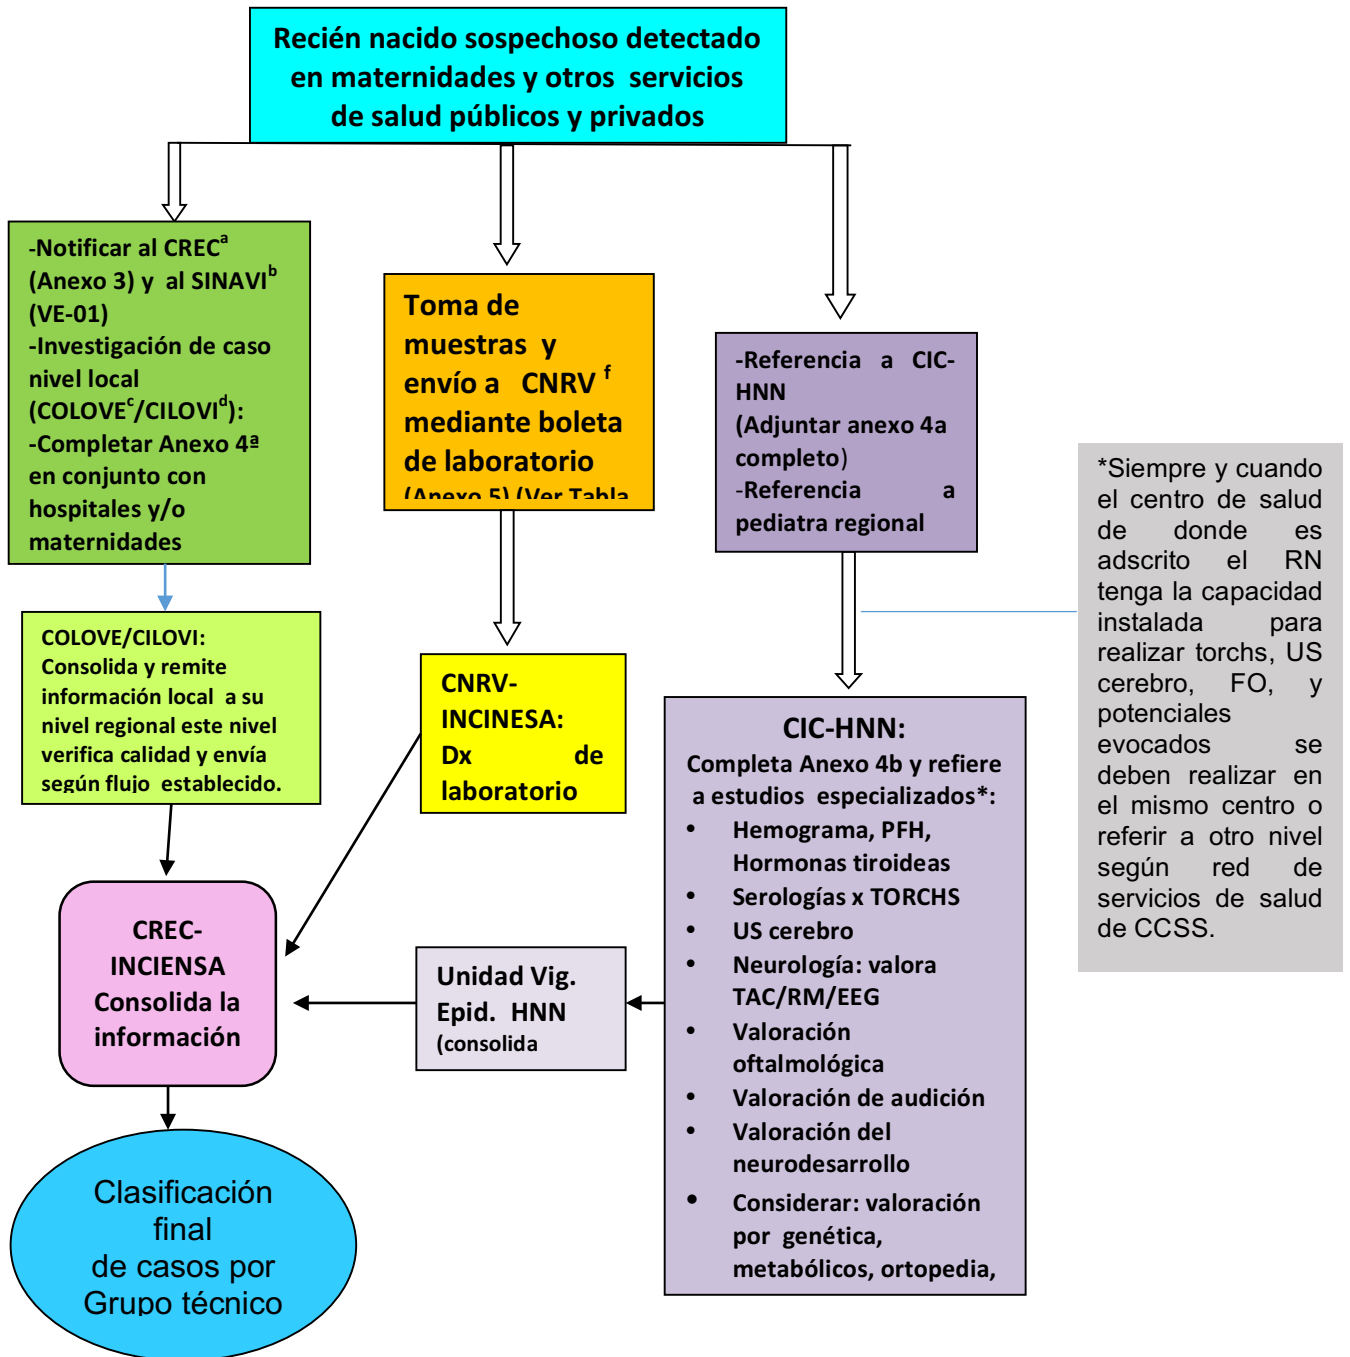 Recién nacido sospechoso detectado
en maternidades y otros servicios
de salud públicos y privados
-Notificar al CREC^a
(Anexo 3) y al SINAVI^b
(VE-01)
-Investigación de caso
nivel local
(COLOVE^c/CILOVI^d):
-Completar Anexo 4ª
en conjunto con
hospitales y/o
maternidades
Toma de
muestras y
envío a CNRV ^f
mediante boleta
de laboratorio
(Anexo 5) (Ver Tabla
-Referencia a CIC-
HNN
(Adjuntar anexo 4a
completo)
-Referencia a
pediatra regional
*Siempre y cuando
el centro de salud
de donde es
adscrito el RN
tenga la capacidad
instalada para
realizar torchs, US
cerebro, FO, y
potenciales
evocados se
deben realizar en
el mismo centro o
referir a otro nivel
según red de
servicios de salud
de CCSS.
COLOVE/CILOVI:
Consolida y remite
información local a su
nivel regional este nivel
verifica calidad y envía
según flujo establecido.
CNRV-
INCINESA:
Dx de
laboratorio
CIC-HNN:
Completa Anexo 4b y refiere
a estudios especializados*:
• Hemograma, PFH,
Hormonas tiroideas
• Serologías x TORCHS
• US cerebro
• Neurología: valora
TAC/RM/EEG
• Valoración
oftalmológica
• Valoración de audición
• Valoración del
neurodesarrollo
• Considerar: valoración
por genética,
metabólicos, ortopedia,
CREC-
INCIENSA
Consolida la
información
Unidad Vig.
Epid. HNN
(consolida
Clasificación
final
de casos por
Grupo técnico